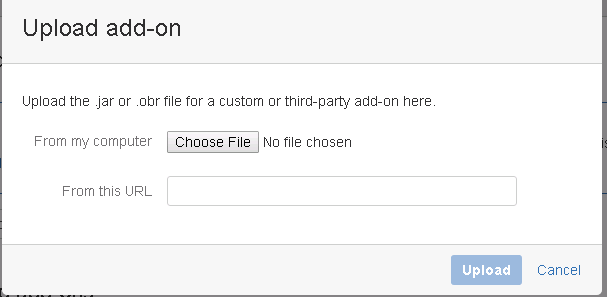 Upload add-on
Upload the .jar or .obr file for a custom or third-party add-on here.
From my computer Choose File No file chosen
From this URL
Upload Cancel